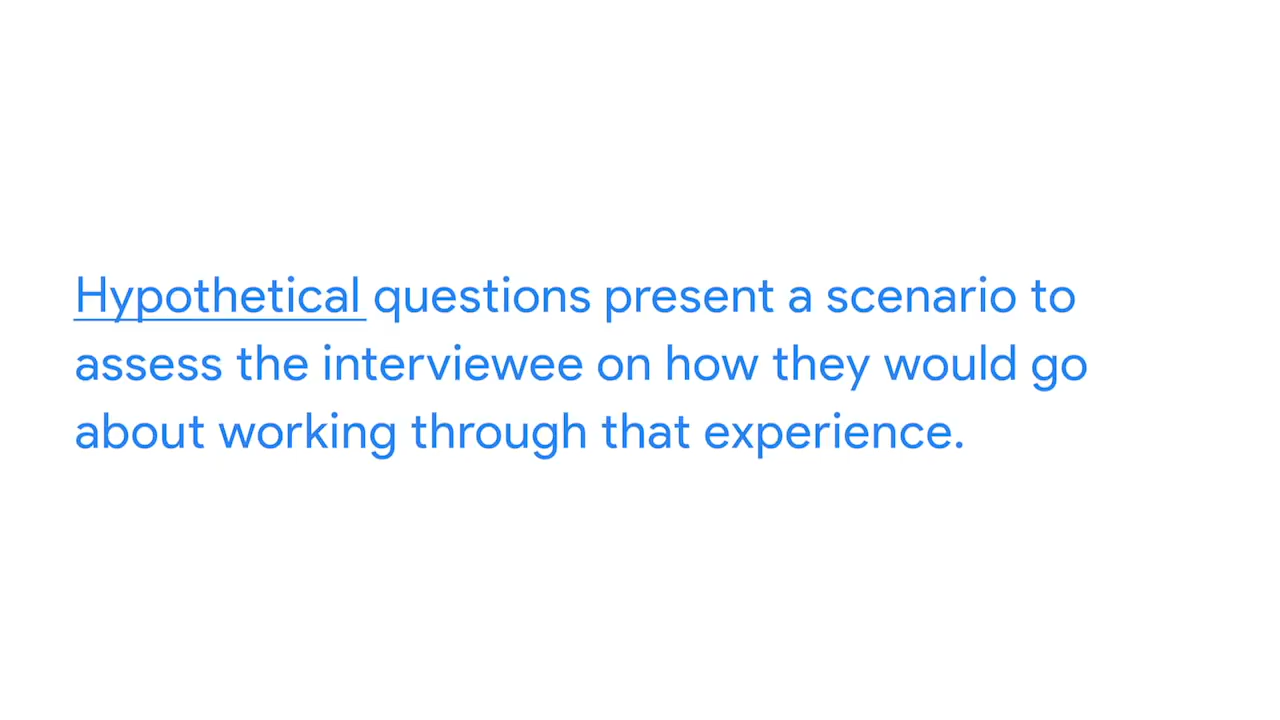 Hypothetical questions present a scenario to
assess the interviewee on how they would go
about working through that experience.